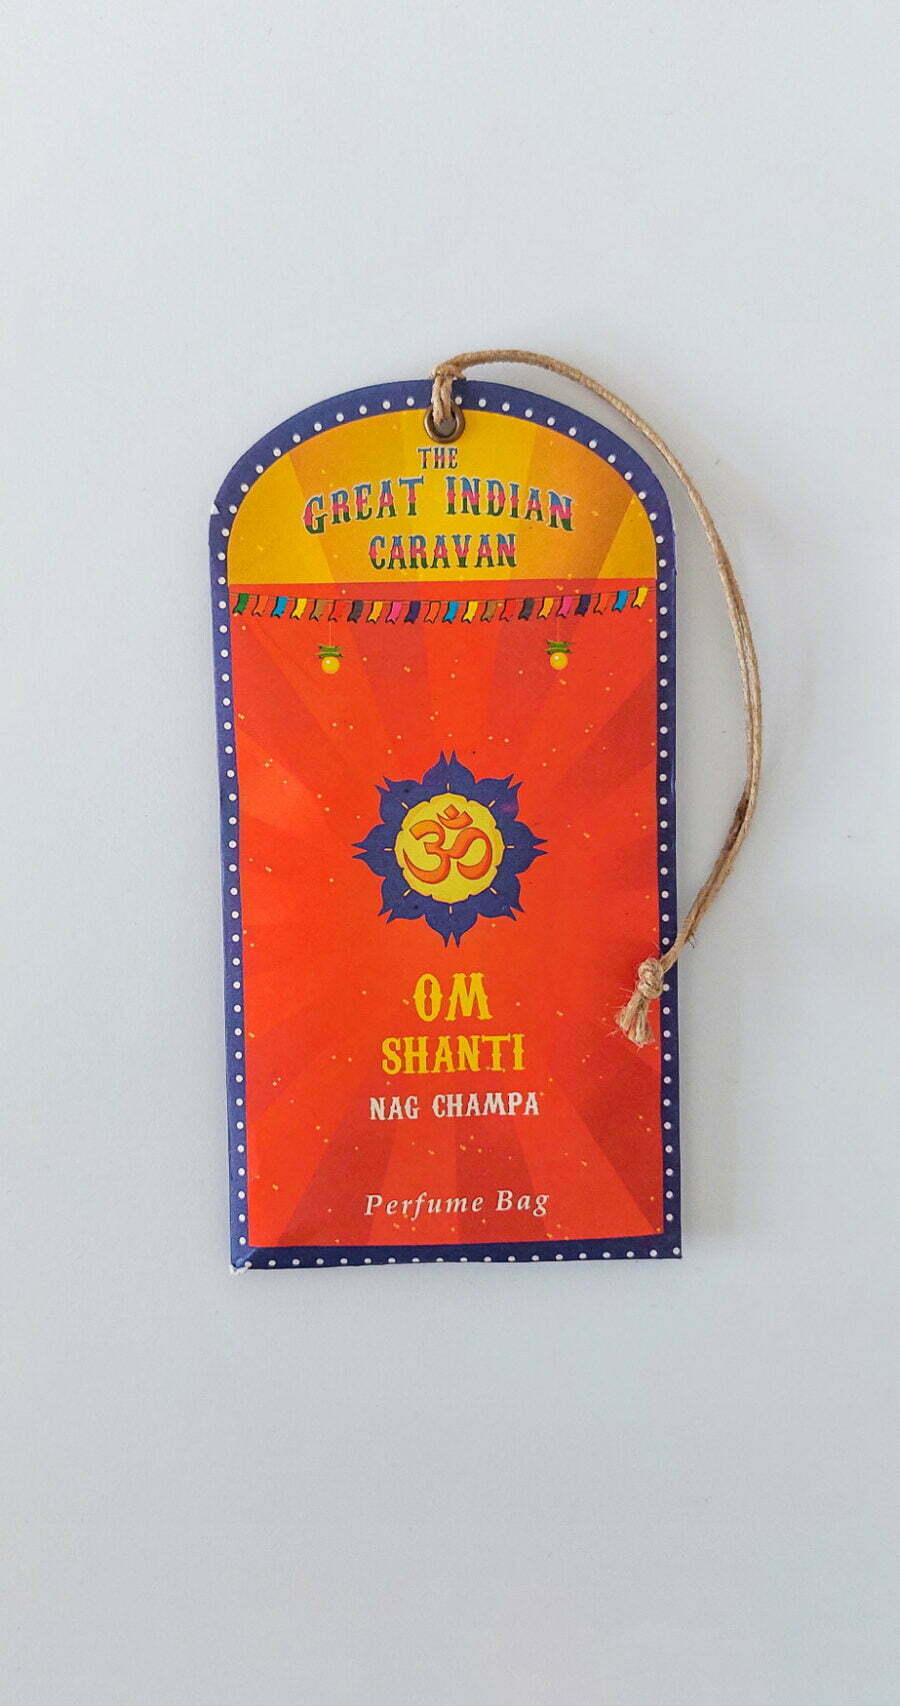 THE
GREAT INDIAN
CARAVAN
ॐ
OM
SHANTI
NAG CHAMPA
Perfume Bag